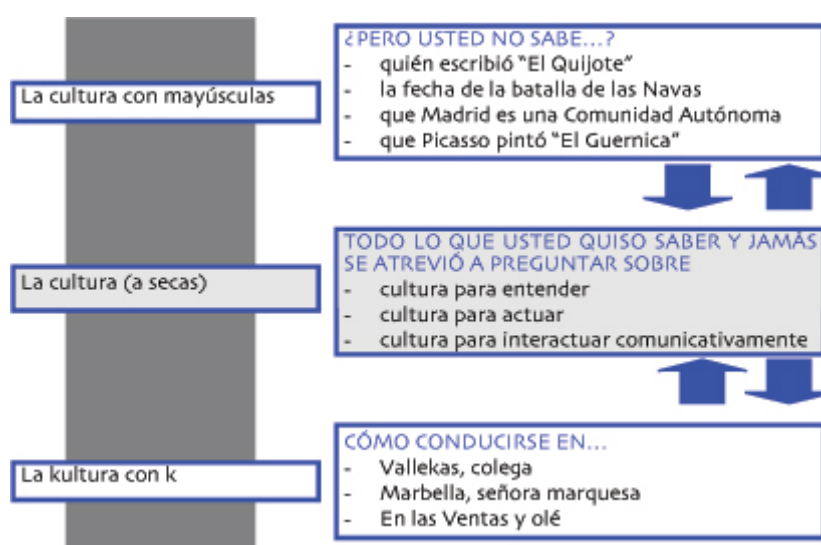 La cultura con mayúsculas
¿PERO USTED NO SABE...?
- quién escribió "El Quijote"
- la fecha de la batalla de las Navas
- que Madrid es una Comunidad Autónoma
- que Picasso pintó "El Guernica"
La cultura (a secas)
TODO LO QUE USTED QUISO SABER Y JAMÁS
SE ATREVIÓ A PREGUNTAR SOBRE
- cultura para entender
- cultura para actuar
- cultura para interactuar comunicativamente
La kultura con k
CÓMO CONDUCIRSE EN...
- Vallekas, colega
- Marbella, señora marquesa
- En las Ventas y olé